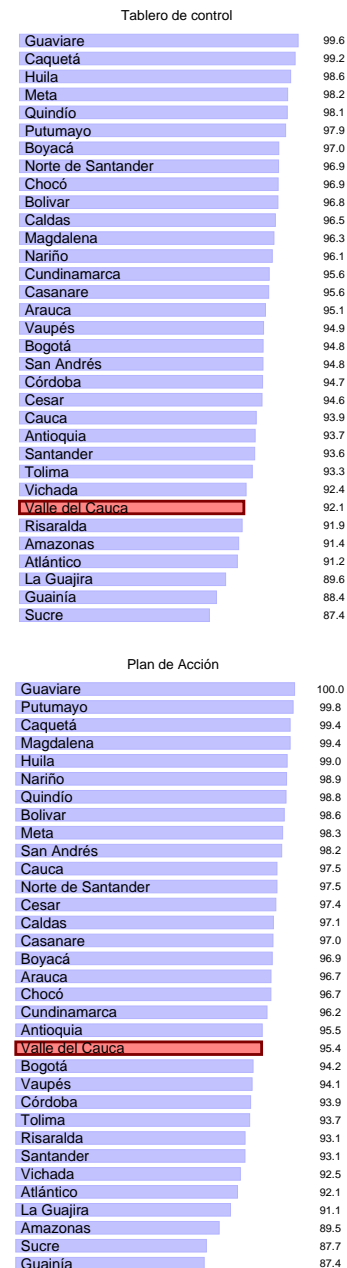 Tablero de control
Guaviare 99.6
Caquetá 99.2
Huila 98.6
Meta 98.2
Quindío 98.1
Putumayo 97.9
Boyacá 97.0
Norte de Santander 96.9
Chocó 96.9
Bolivar 96.8
Caldas 96.5
Magdalena 96.3
Nariño 96.1
Cundinamarca 95.6
Casanare 95.6
Arauca 95.1
Vaupés 94.9
Bogotá 94.8
San Andrés 94.8
Córdoba 94.7
Cesar 94.6
Cauca 93.9
Antioquia 93.7
Santander 93.6
Tolima 93.3
Vichada 92.4
Valle del Cauca 92.1
Risaralda 91.9
Amazonas 91.4
Atlántico 91.2
La Guajira 89.6
Guainía 88.4
Sucre 87.4
Plan de Acción
Guaviare 100.0
Putumayo 99.8
Caquetá 99.4
Magdalena 99.4
Huila 99.0
Nariño 98.9
Quindío 98.8
Bolivar 98.6
Meta 98.3
San Andrés 98.2
Cauca 97.5
Norte de Santander 97.5
Cesar 97.4
Caldas 97.1
Casanare 97.0
Boyacá 96.9
Arauca 96.7
Chocó 96.7
Cundinamarca 96.2
Antioquia 95.5
Valle del Cauca 95.4
Bogotá 94.2
Vaupés 94.1
Córdoba 93.9
Tolima 93.7
Risaralda 93.1
Santander 93.1
Vichada 92.5
Atlántico 92.1
La Guajira 91.1
Amazonas 89.5
Sucre 87.7
Guainía 87.4